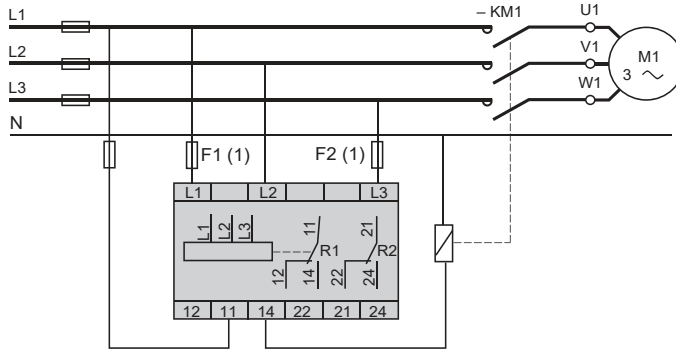 L1
– KM1
U1
L2
V1
M1
3 ~
L3
W1
N
F1 (1)
F2 (1)
L1 L2 L3
L1 L2 L3
11
R1
12 14
21
R2
22 24
12 11 14 22 21 24